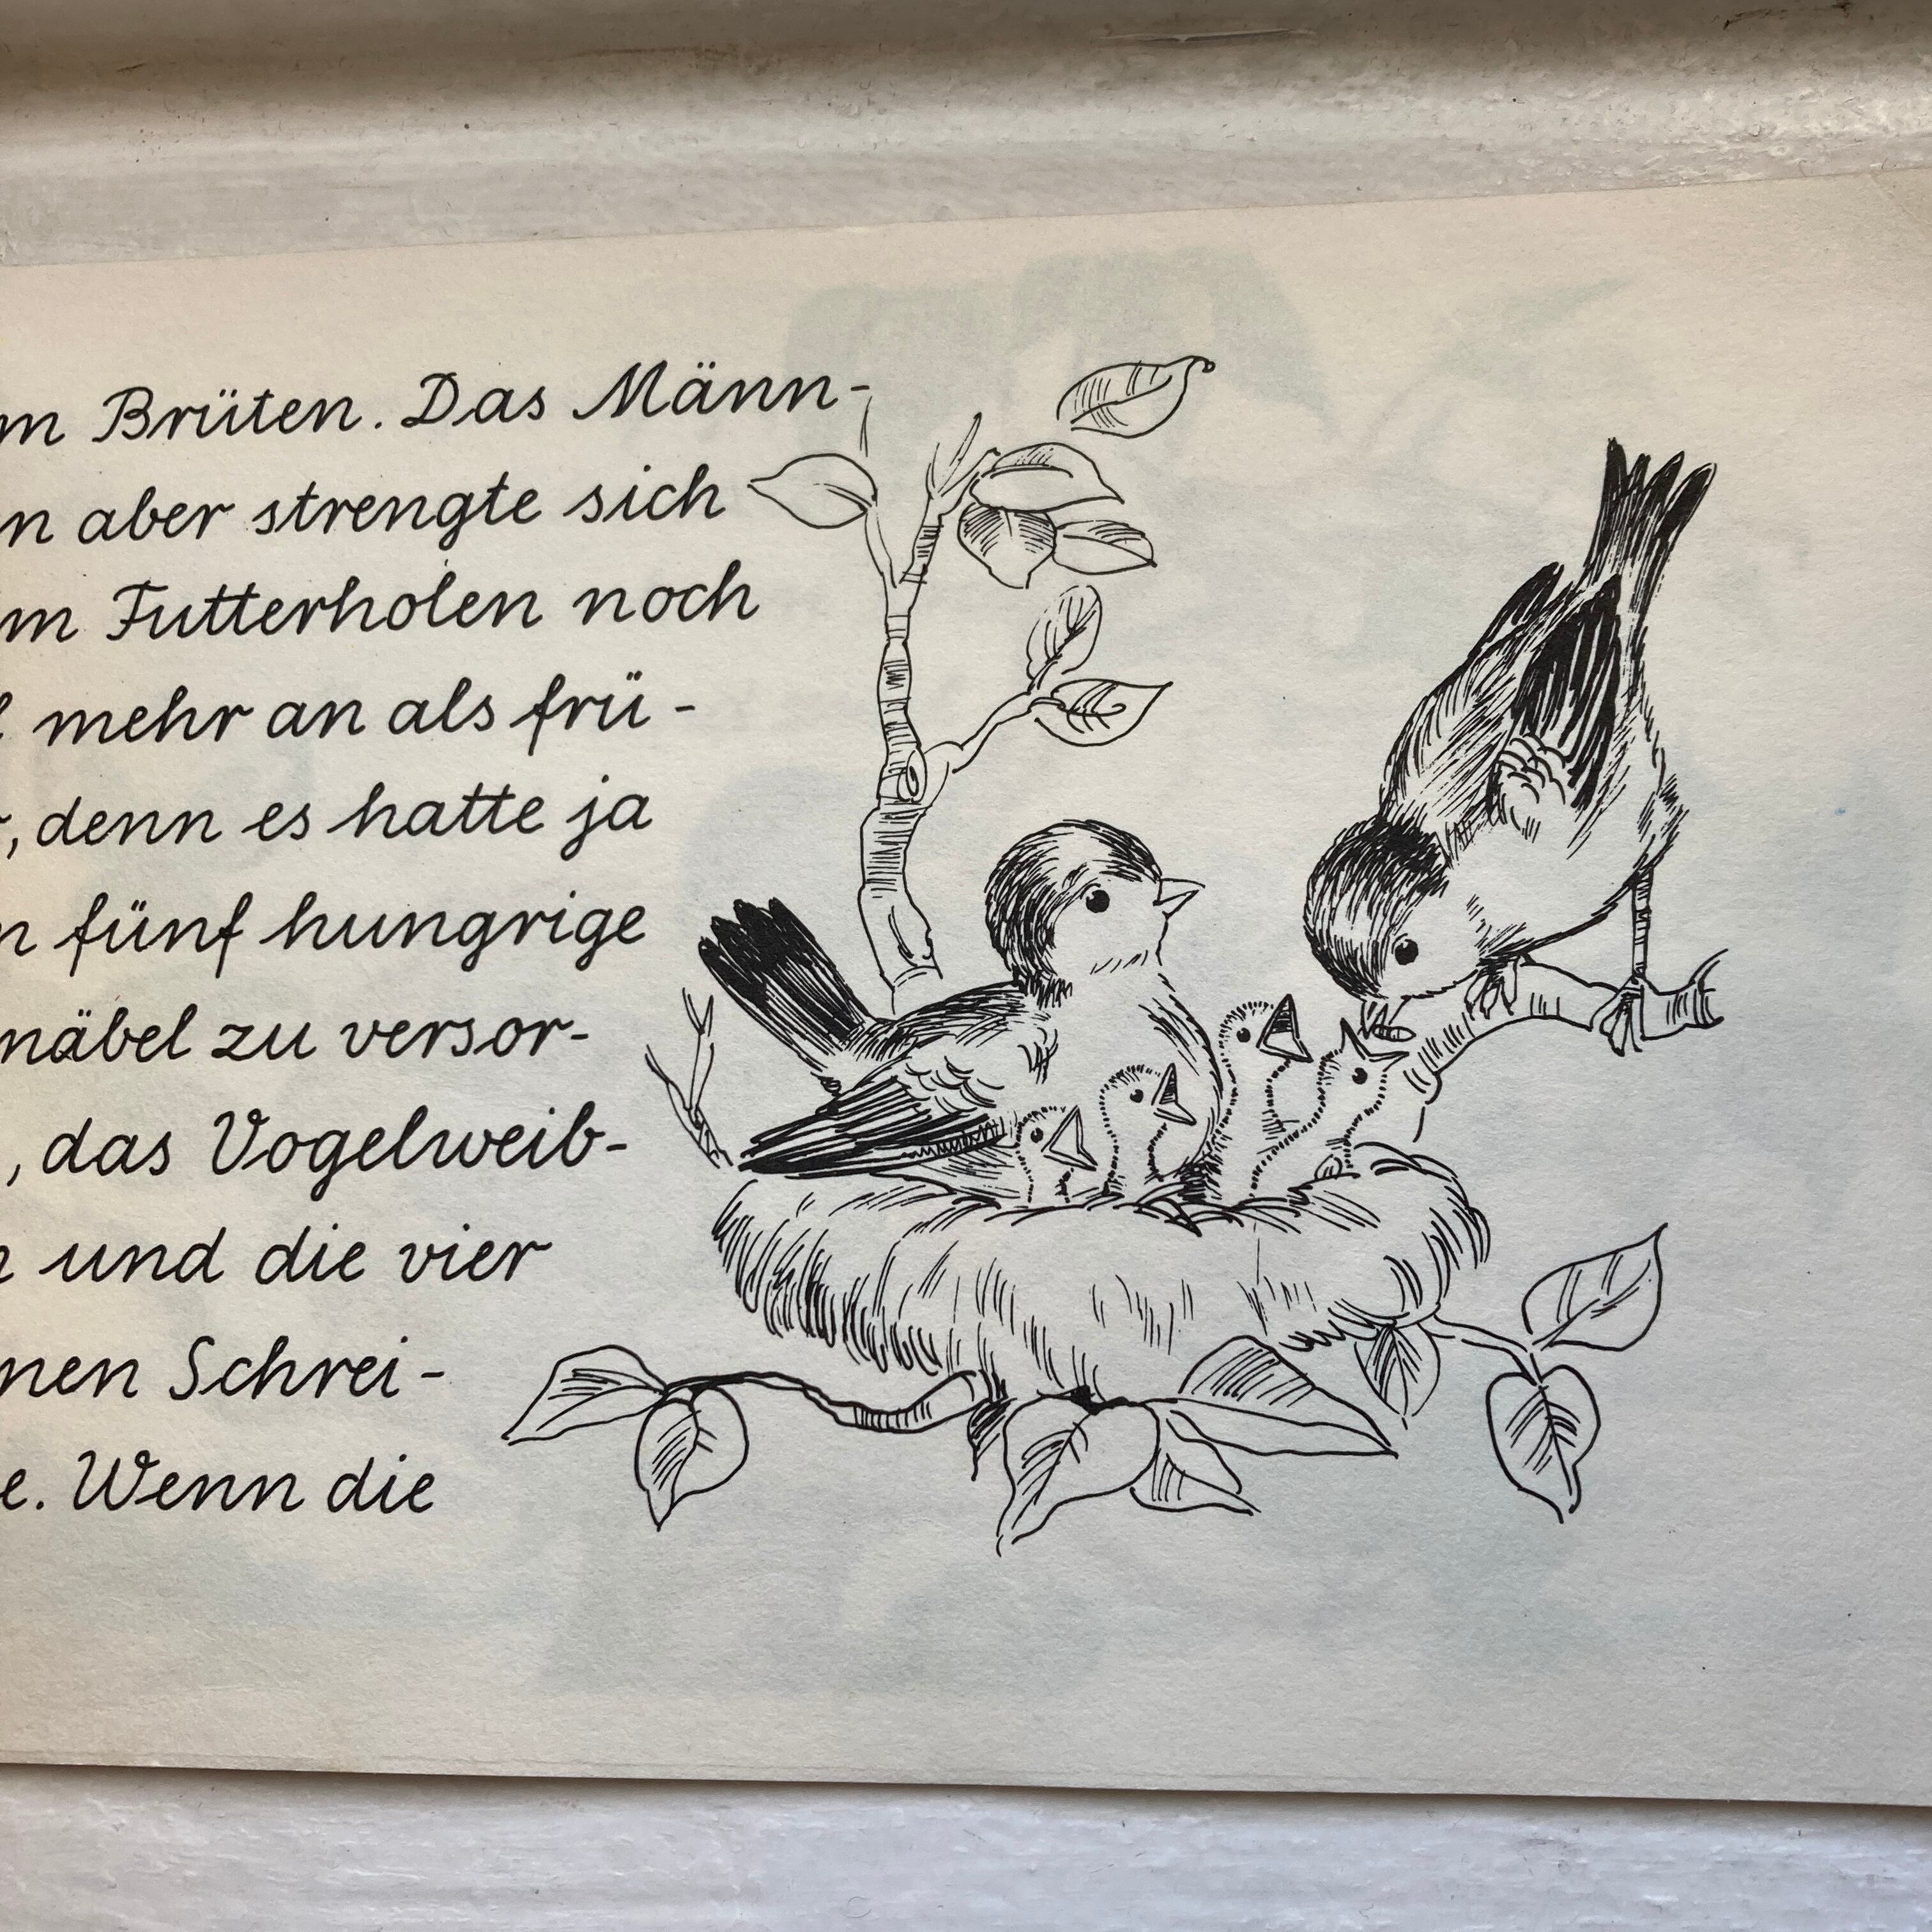 m Brüten. Das Männ-
n aber strengte sich
m Futterholen noch
mehr an als frü-
, denn es hatte ja
n fünf hungrige
näbel zu versor-
, das Vogelweib-
und die vier
nen Schrei-
e. Wenn die